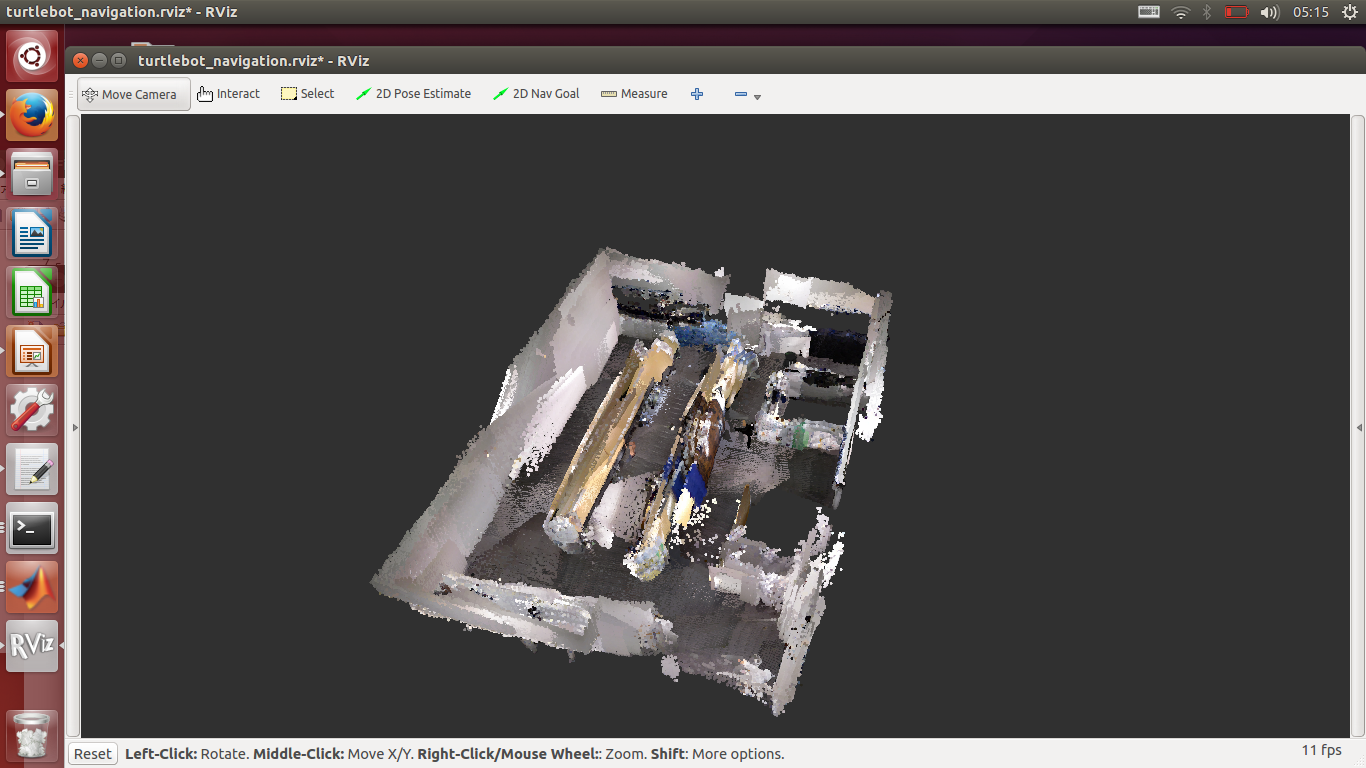 turtlebot_navigation.rviz* - RViz
05:15
turtlebot_navigation.rviz* - RViz
Move Camera Interact Select 2D Pose Estimate 2D Nav Goal Measure
>_
RViz
Reset Left-Click: Rotate. Middle-Click: Move X/Y. Right-Click/Mouse Wheel:: Zoom. Shift: More options. 11 fps